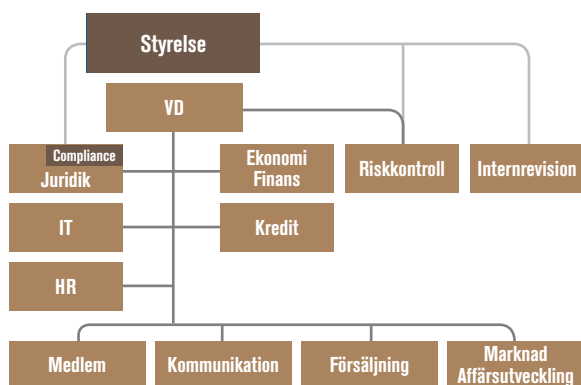 Styrelse
VD
Compliance
Juridik
Ekonomi
Finans
Riskkontroll
Internrevision
IT
Kredit
HR
Medlem
Kommunikation
Försäljning
Marknad
Affärsutveckling